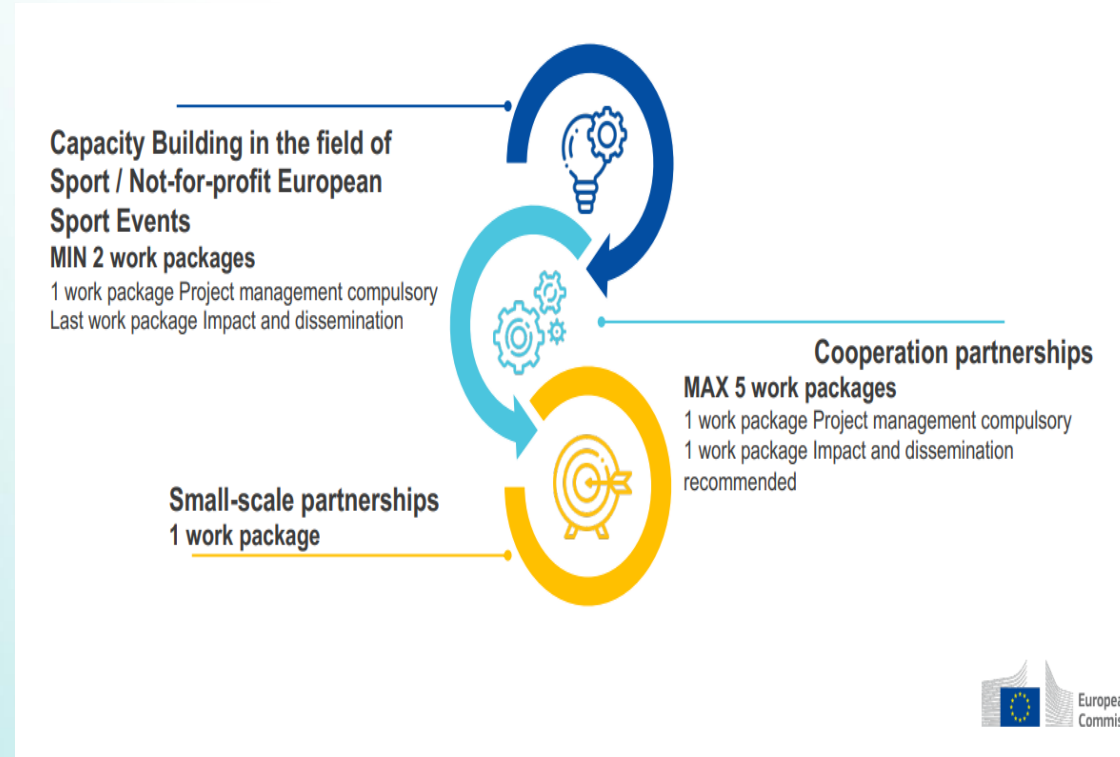 Capacity Building in the field of
Sport / Not-for-profit European
Sport Events
MIN 2 work packages
1 work package Project management compulsory
Last work package Impact and dissemination
Cooperation partnerships
MAX 5 work packages
1 work package Project management compulsory
1 work package Impact and dissemination
recommended
Small-scale partnerships
1 work package
Europea
Commis